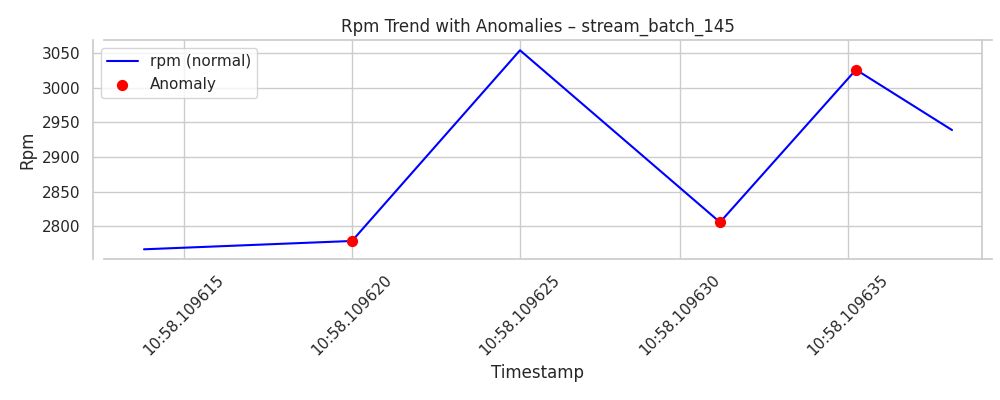 Rpm Trend with Anomalies – stream_batch_145
rpm (normal)
Anomaly
Rpm
3050
3000
2950
2900
2850
2800
10:58.109615
10:58.109620
10:58.109625
10:58.109630
10:58.109635
Timestamp